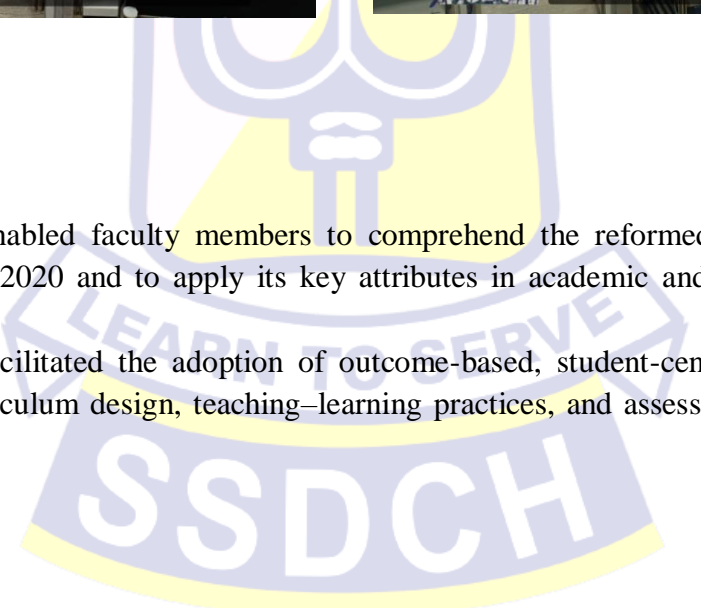 nabled faculty members to comprehend the reformed
2020 and to apply its key attributes in academic and
LEARN TO SERVE
cilitated the adoption of outcome-based, student-cen
culum design, teaching–learning practices, and assess
SSDCH